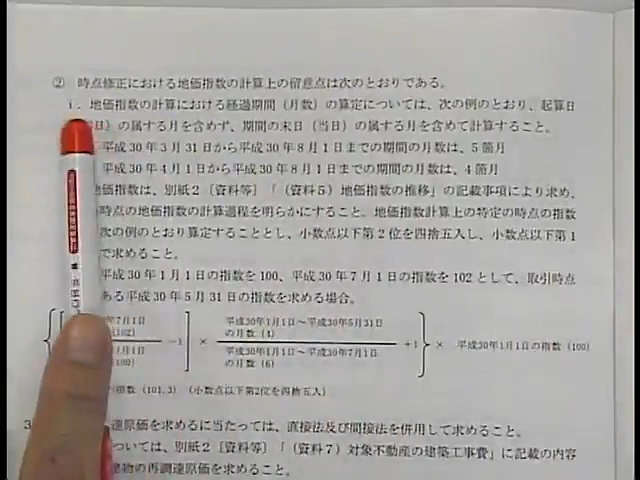 ② 時点修正における地価指数の計算上の留意点は次のとおりである。
i. 地価指数の計算における経過期間(月数)の算定については、次の例のとおり、起算日
日)の属する月を含めず、期間の末日(当日)の属する月を含めて計算すること。
平成30年3月31日から平成30年8月1日までの期間の月数は、5箇月
平成30年4月1日から平成30年8月1日までの期間の月数は、4箇月
地価指数は、別紙2〔資料等〕「(資料5)地価指数の推移」の記載事項により求め、
時点の地価指数の計算過程を明らかにすること。地価指数計算上の特定の時点の指数
次の例のとおり算定することとし、小数点以下第2位を四捨五入し、小数点以下第1
で求めること。
平成30年1月1日の指数を100、平成30年7月1日の指数を102として、取引時点
ある平成30年5月31日の指数を求める場合。
年7月1日 (102) 月1日 (100) −1 × 平成30年1月1日～平成30年5月31日の月数(4) 平成30年1月1日～平成30年7月1日の月数(6) +1 × 平成30年1月1日の指数(100)
指数(101.3)(小数点以下第2位を四捨五入)
3 原価を求めるに当たっては、直接法及び間接法を併用して求めること。
ついては、別紙2〔資料等〕「(資料7)対象不動産の建築工事費」に記載の内容
建物の再調達原価を求めること。